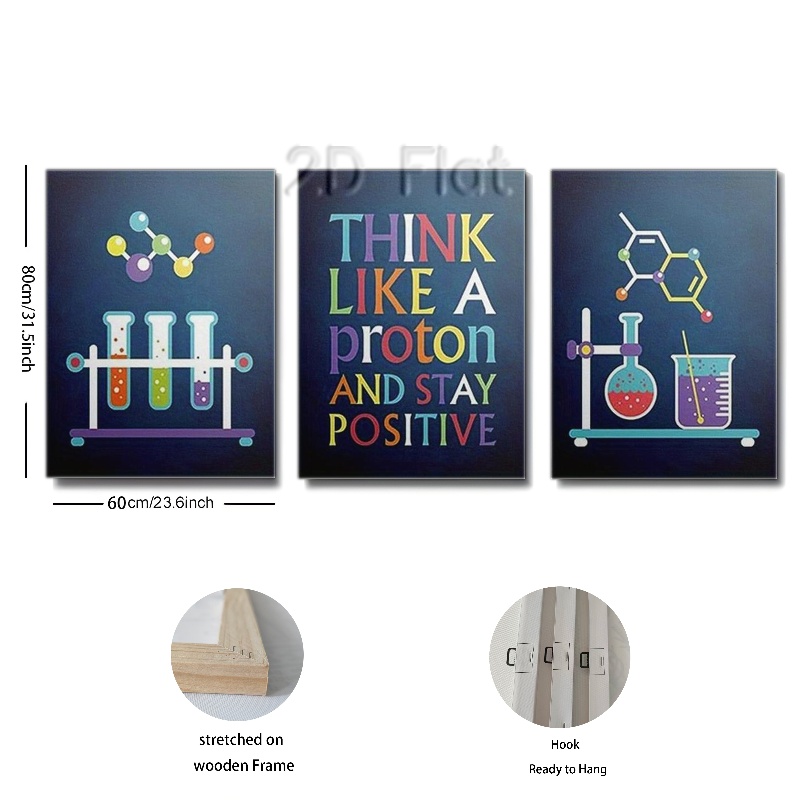 2D Flat
THINK
LIKE A
proton
AND STAY
POSITIVE
80cm/31.5inch
60cm/23.6inch
stretched on
wooden Frame
Hook
Ready to Hang